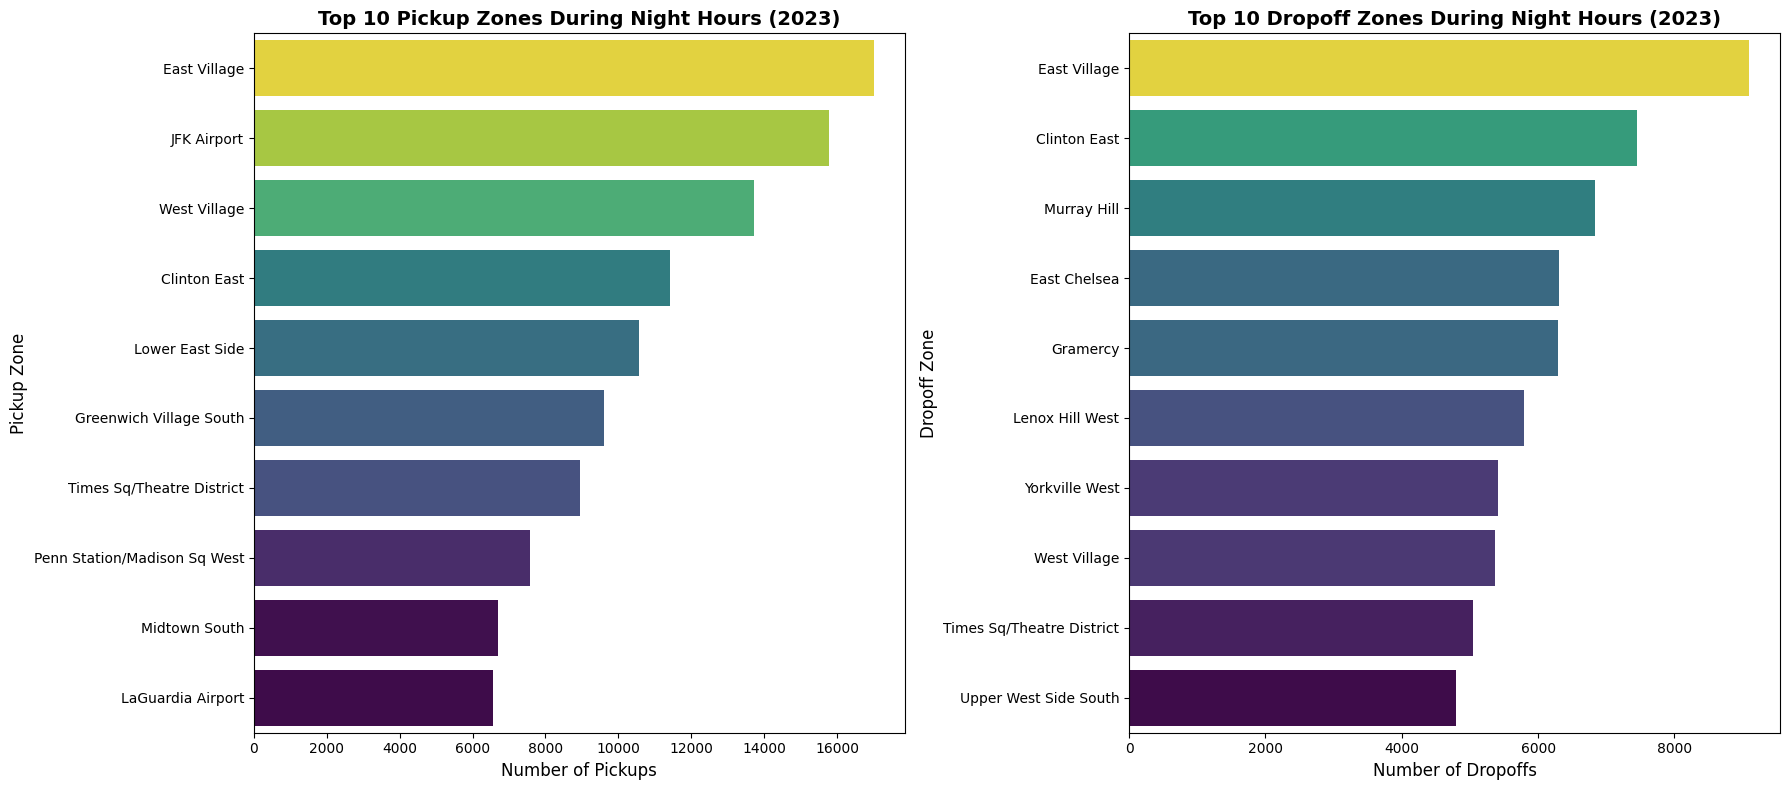 Top 10 Pickup Zones During Night Hours (2023)
Pickup Zone
East Village
JFK Airport
West Village
Clinton East
Lower East Side
Greenwich Village South
Times Sq/Theatre District
Penn Station/Madison Sq West
Midtown South
LaGuardia Airport
0 2000 4000 6000 8000 10000 12000 14000 16000
Number of Pickups
Top 10 Dropoff Zones During Night Hours (2023)
Dropoff Zone
East Village
Clinton East
Murray Hill
East Chelsea
Gramercy
Lenox Hill West
Yorkville West
West Village
Times Sq/Theatre District
Upper West Side South
0 2000 4000 6000 8000
Number of Dropoffs